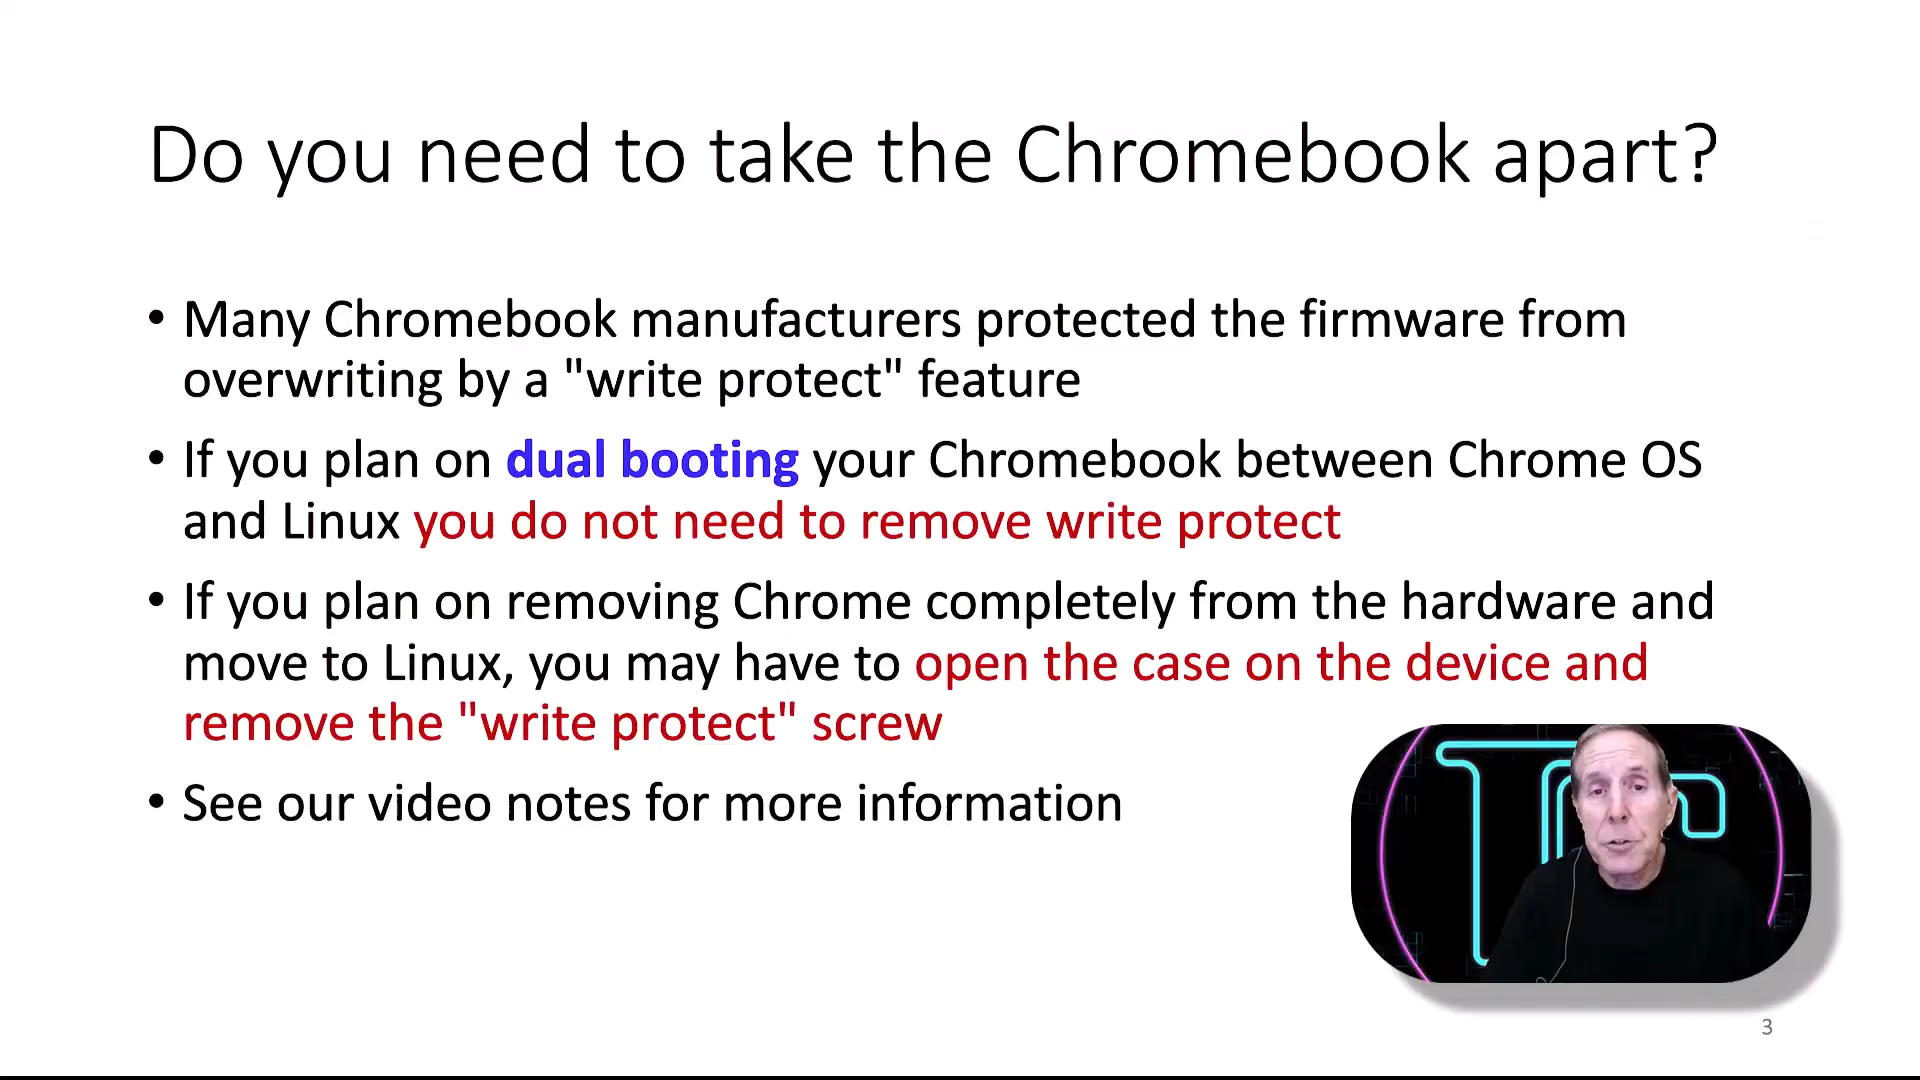 Do you need to take the Chromebook apart?
• Many Chromebook manufacturers protected the firmware from
overwriting by a "write protect" feature
• If you plan on dual booting your Chromebook between Chrome OS
and Linux you do not need to remove write protect
• If you plan on removing Chrome completely from the hardware and
move to Linux, you may have to open the case on the device and
remove the "write protect" screw
• See our video notes for more information
3